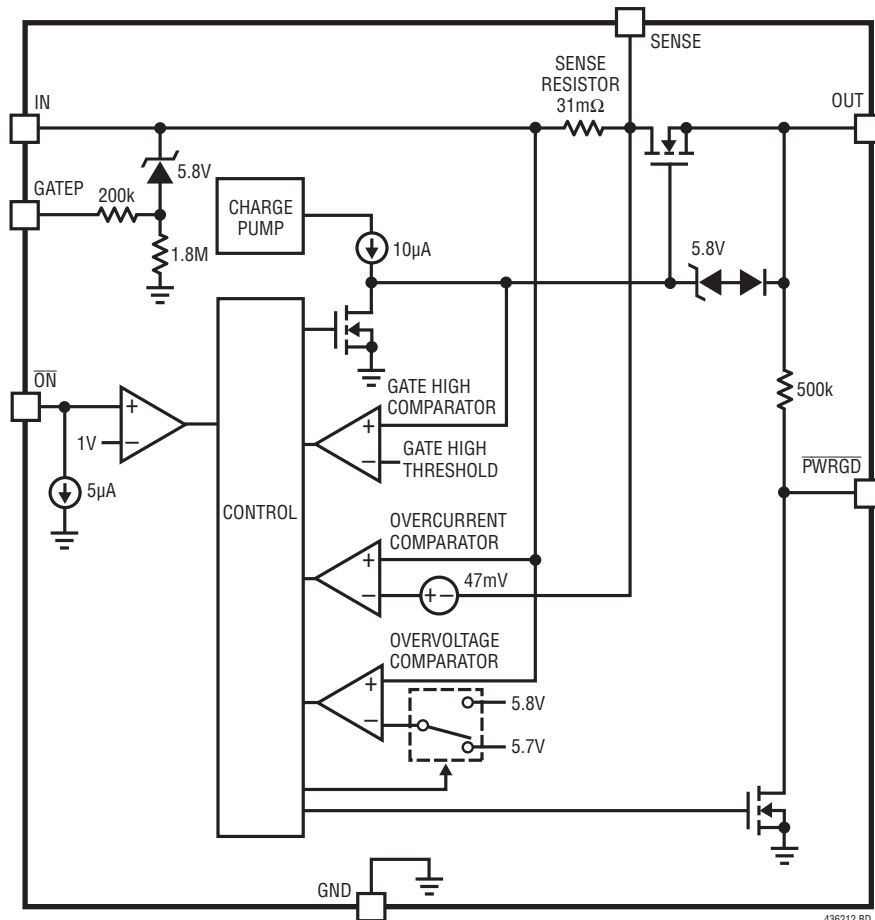 SENSE
SENSE
RESISTOR
31mΩ
IN
OUT
5.8V
GATEP
200k
CHARGE
PUMP
10µA
1.8M
5.8V
ON
+
1V
−
5µA
GATE HIGH
COMPARATOR
+
−
GATE HIGH
THRESHOLD
500k
PWRGD
CONTROL
OVERCURRENT
COMPARATOR
+
−
+ −
47mV
OVERVOLTAGE
COMPARATOR
+
−
5.8V
5.7V
GND
436212 BD